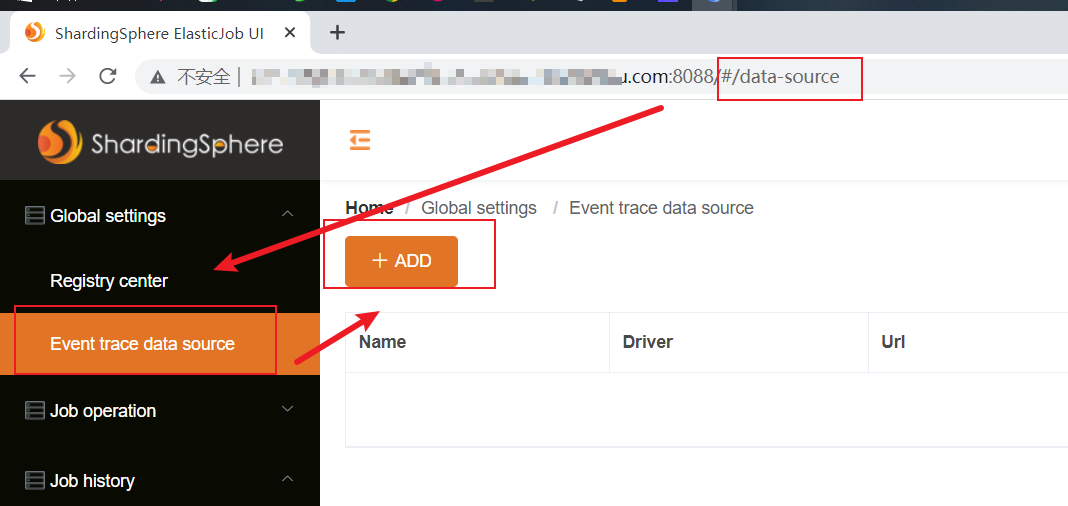 ShardingSphere ElasticJob UI
不安全
u.com:8088/#/data-source
ShardingSphere
Global settings
Home / Global settings / Event trace data source
ADD
Registry center
Event trace data source
Name Driver Url
Job operation
Job history